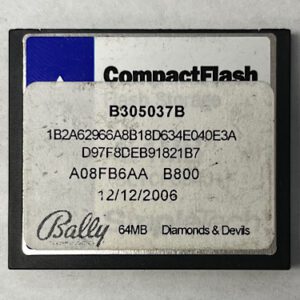 CompactFlash
B305037B
1B2A62966A8B18D634E040E3A
D97F8DEB91821B7
A08FB6AA B800
12/12/2006
Bally 64MB Diamonds & Devils